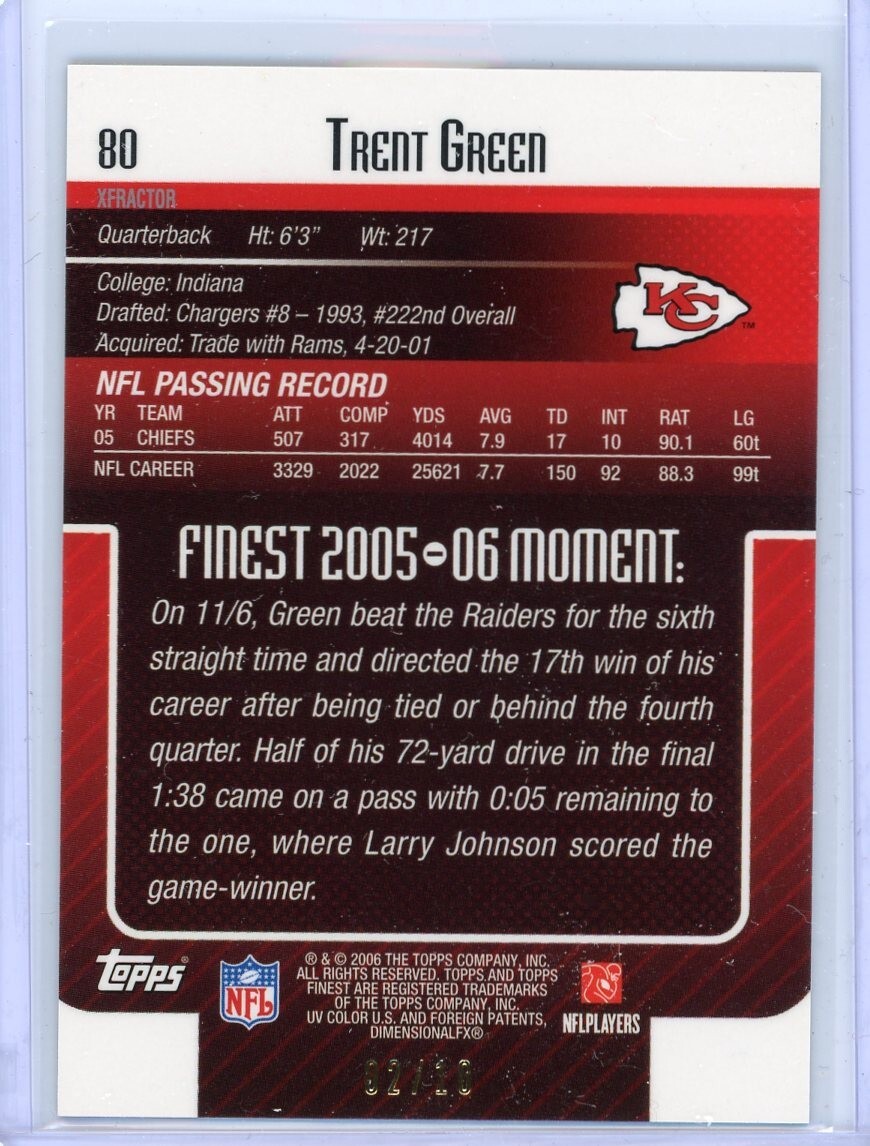 80 Trent Green
XFRACTOR
Quarterback Ht: 6'3" Wt: 217
College: Indiana
Drafted: Chargers #8 – 1993, #222nd Overall
Acquired: Trade with Rams, 4-20-01
KC
TM
NFL PASSING RECORD
YR TEAM ATT COMP YDS AVG TD INT RAT LG
05 CHIEFS 507 317 4014 7.9 17 10 90.1 60t
NFL CAREER 3329 2022 25621 7.7 150 92 88.3 99t
FINEST 2005-06 MOMENT:
On 11/6, Green beat the Raiders for the sixth
straight time and directed the 17th win of his
career after being tied or behind the fourth
quarter. Half of his 72-yard drive in the final
1:38 came on a pass with 0:05 remaining to
the one, where Larry Johnson scored the
game-winner.
topps®
NFL
® & © 2006 THE TOPPS COMPANY, INC.
ALL RIGHTS RESERVED. TOPPS AND TOPPS
FINEST ARE REGISTERED TRADEMARKS
OF THE TOPPS COMPANY, INC.
UV COLOR U.S. AND FOREIGN PATENTS,
DIMENSIONALFX®
NFLPLAYERS